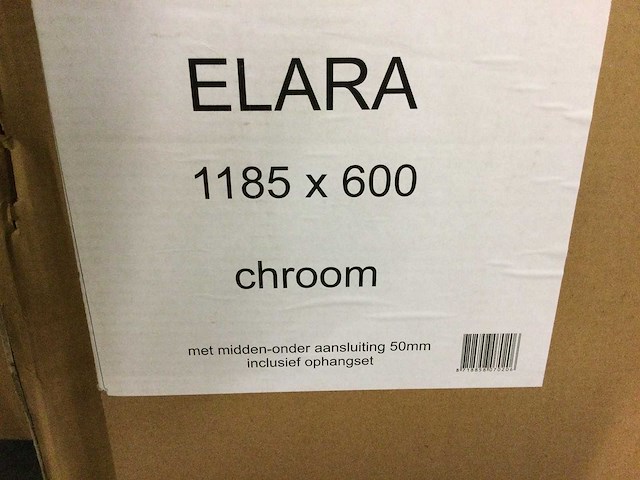 ELARA
1185 x 600
chroom
met midden-onder aansluiting 50mm
inclusief ophangset